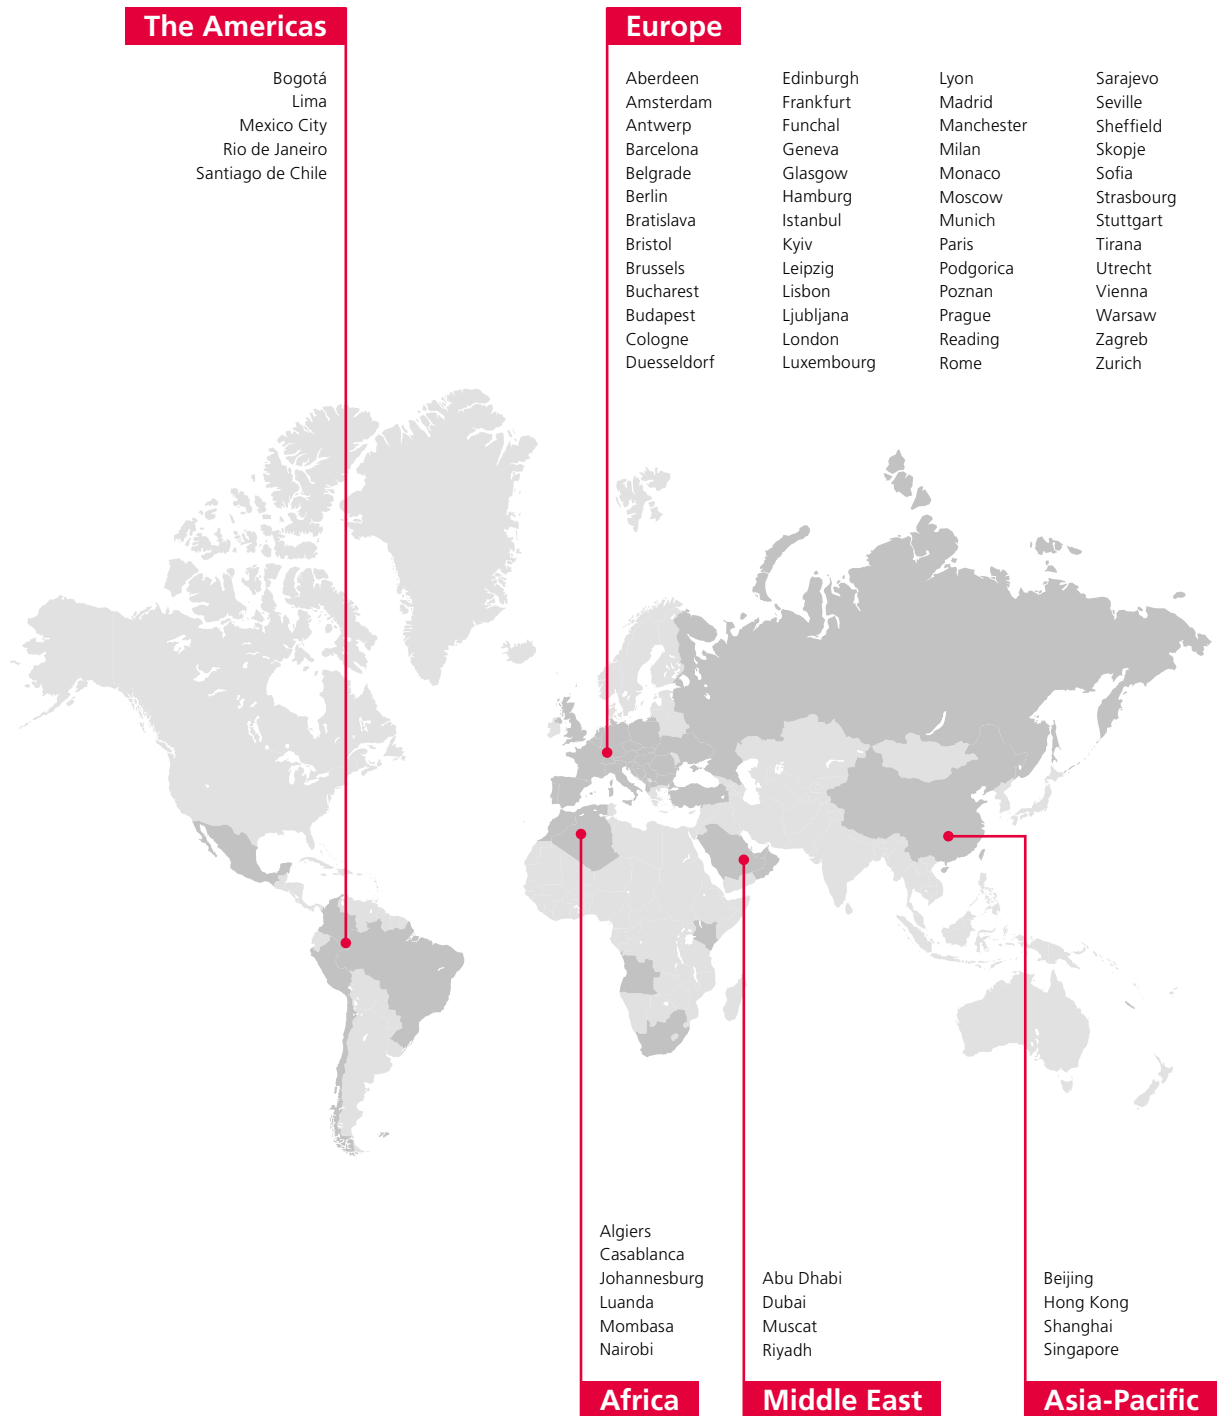 The Americas
Bogotá
Lima
Mexico City
Rio de Janeiro
Santiago de Chile
Europe
Aberdeen
Amsterdam
Antwerp
Barcelona
Belgrade
Berlin
Bratislava
Bristol
Brussels
Bucharest
Budapest
Cologne
Duesseldorf
Edinburgh
Frankfurt
Funchal
Geneva
Glasgow
Hamburg
Istanbul
Kyiv
Leipzig
Lisbon
Ljubljana
London
Luxembourg
Lyon
Madrid
Manchester
Milan
Monaco
Moscow
Munich
Paris
Podgorica
Poznan
Prague
Reading
Rome
Sarajevo
Seville
Sheffield
Skopje
Sofia
Strasbourg
Stuttgart
Tirana
Utrecht
Vienna
Warsaw
Zagreb
Zurich
Algiers
Casablanca
Johannesburg
Luanda
Mombasa
Nairobi
Africa
Abu Dhabi
Dubai
Muscat
Riyadh
Middle East
Beijing
Hong Kong
Shanghai
Singapore
Asia-Pacific